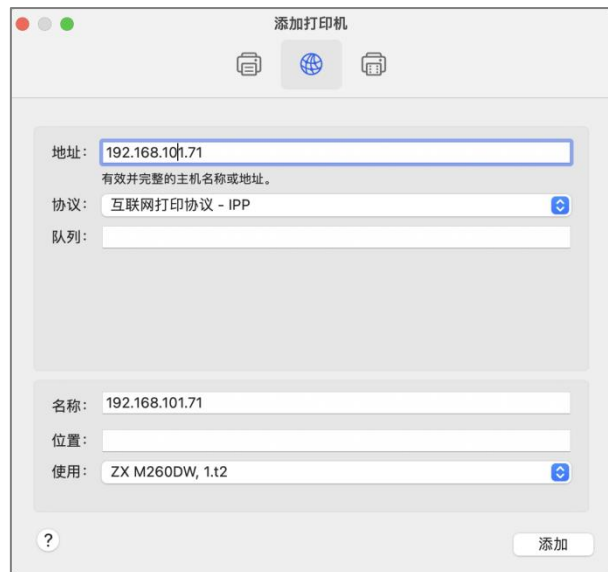 添加打印机
地址： 192.168.101.71
有效并完整的主机名称或地址。
协议： 互联网打印协议 - IPP
队列：
名称： 192.168.101.71
位置：
使用： ZX M260DW, 1.t2
?
添加